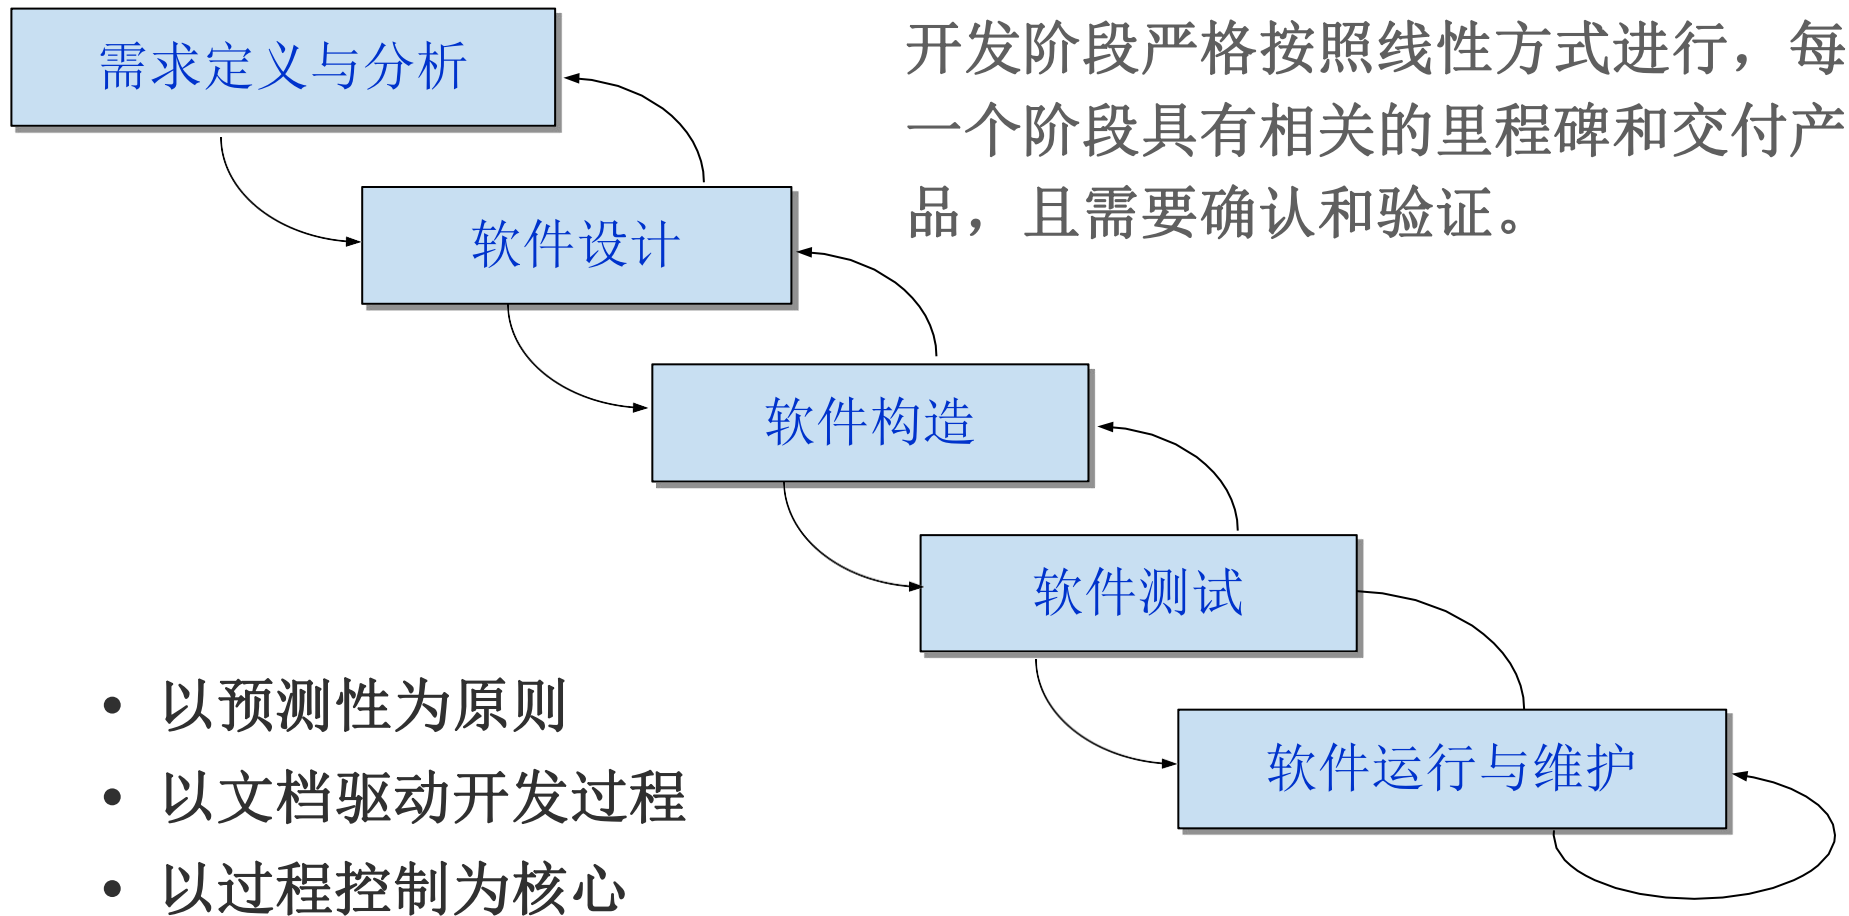 需求定义与分析
开发阶段严格按照线性方式进行，每
一个阶段具有相关的里程碑和交付产
品，且需要确认和验证。
软件设计
软件构造
软件测试
软件运行与维护
• 以预测性为原则
• 以文档驱动开发过程
• 以过程控制为核心